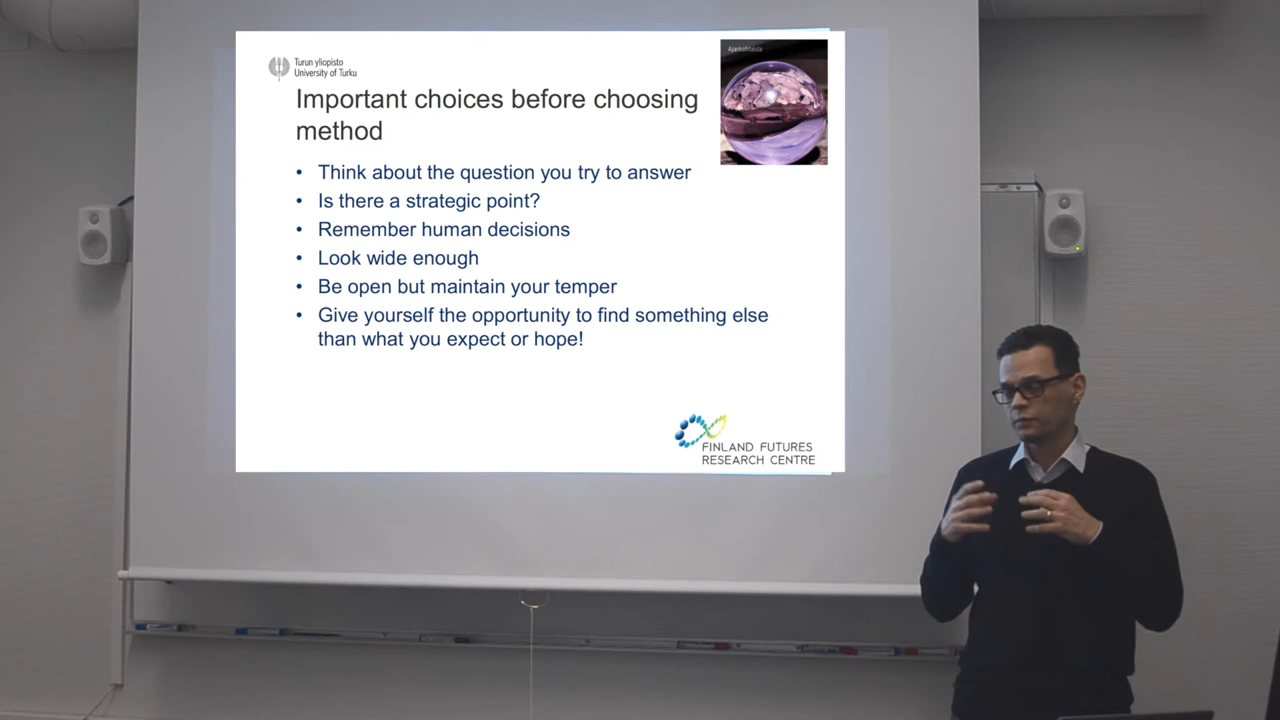 Turun yliopisto
University of Turku
Important choices before choosing
method
• Think about the question you try to answer
• Is there a strategic point?
• Remember human decisions
• Look wide enough
• Be open but maintain your temper
• Give yourself the opportunity to find something else
than what you expect or hope!
FINLAND FUTURES
RESEARCH CENTRE